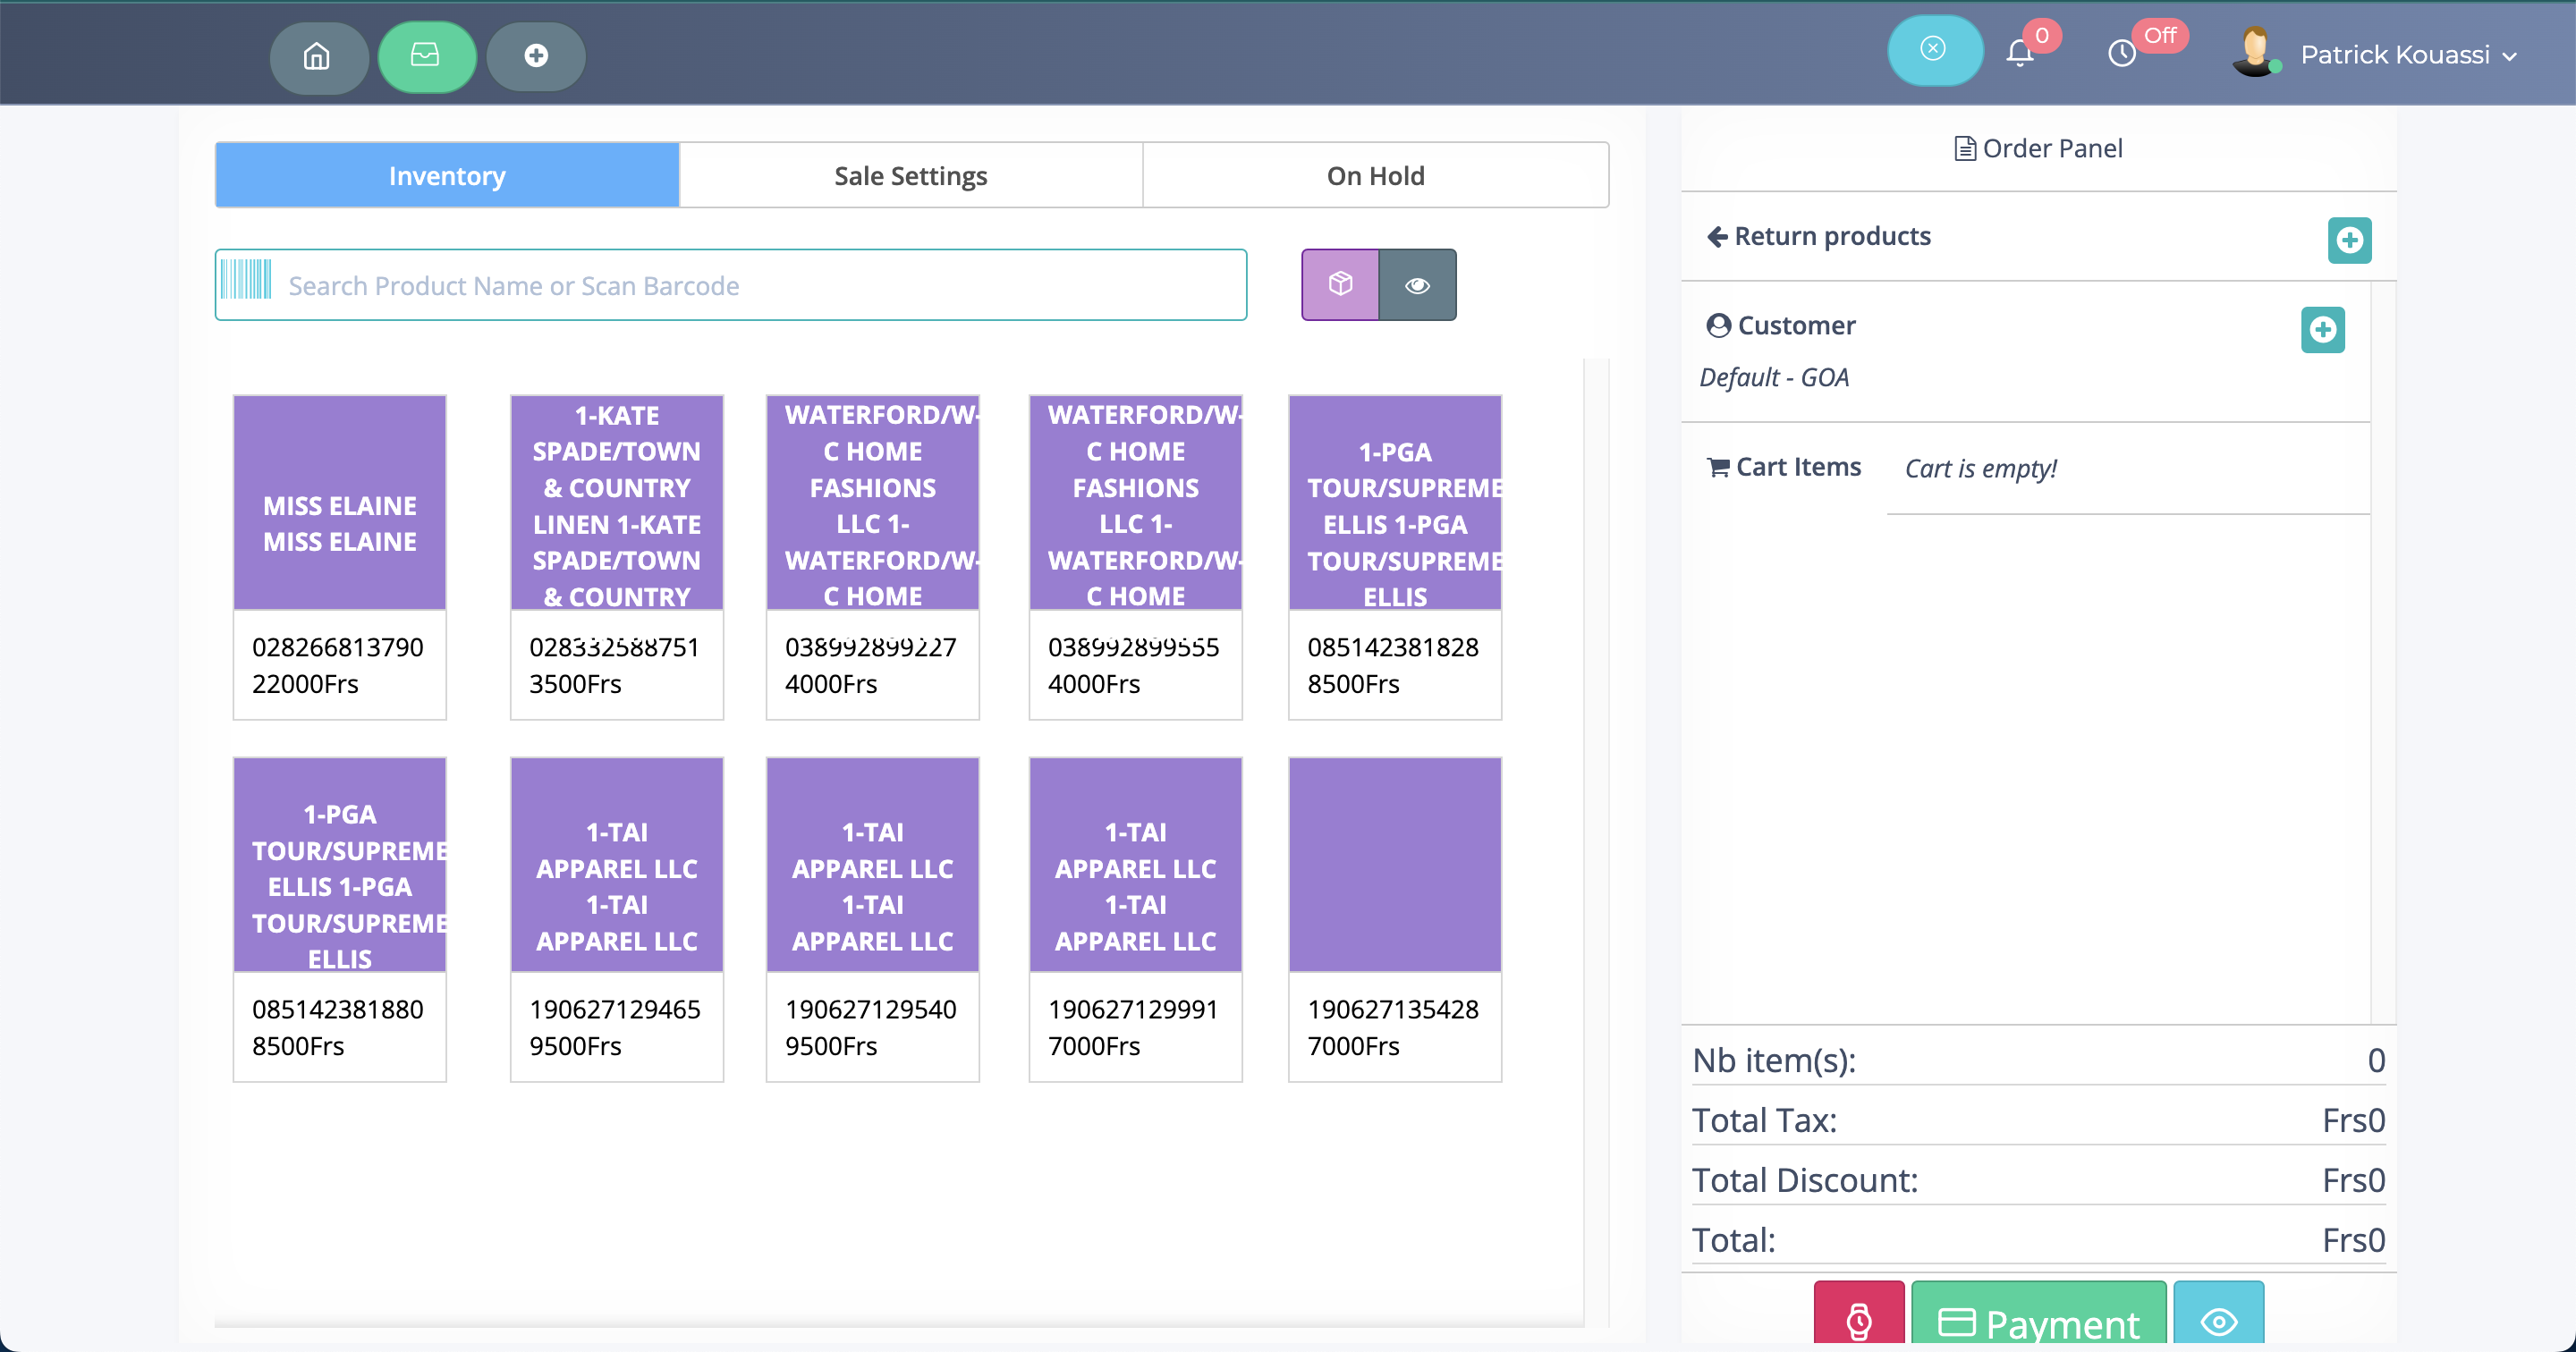 0
Off
Patrick Kouassi
Inventory
Sale Settings
On Hold
Search Product Name or Scan Barcode
MISS ELAINE
MISS ELAINE
028266813790
22000Frs
1-KATE
SPADE/TOWN
& COUNTRY
LINEN 1-KATE
SPADE/TOWN
& COUNTRY
028332588751
3500Frs
WATERFORD/W-
C HOME
FASHIONS
LLC 1-
WATERFORD/W-
C HOME
038992899227
4000Frs
WATERFORD/W-
C HOME
FASHIONS
LLC 1-
WATERFORD/W-
C HOME
038992899555
4000Frs
1-PGA
TOUR/SUPREME
ELLIS 1-PGA
TOUR/SUPREME
ELLIS
085142381828
8500Frs
1-PGA
TOUR/SUPREME
ELLIS 1-PGA
TOUR/SUPREME
ELLIS
085142381880
8500Frs
1-TAI
APPAREL LLC
1-TAI
APPAREL LLC
190627129465
9500Frs
1-TAI
APPAREL LLC
1-TAI
APPAREL LLC
190627129540
9500Frs
1-TAI
APPAREL LLC
1-TAI
APPAREL LLC
190627129991
7000Frs
190627135428
7000Frs
Order Panel
Return products
Customer
Default - GOA
Cart Items
Cart is empty!
Nb item(s): 0
Total Tax: Frs0
Total Discount: Frs0
Total: Frs0
Payment